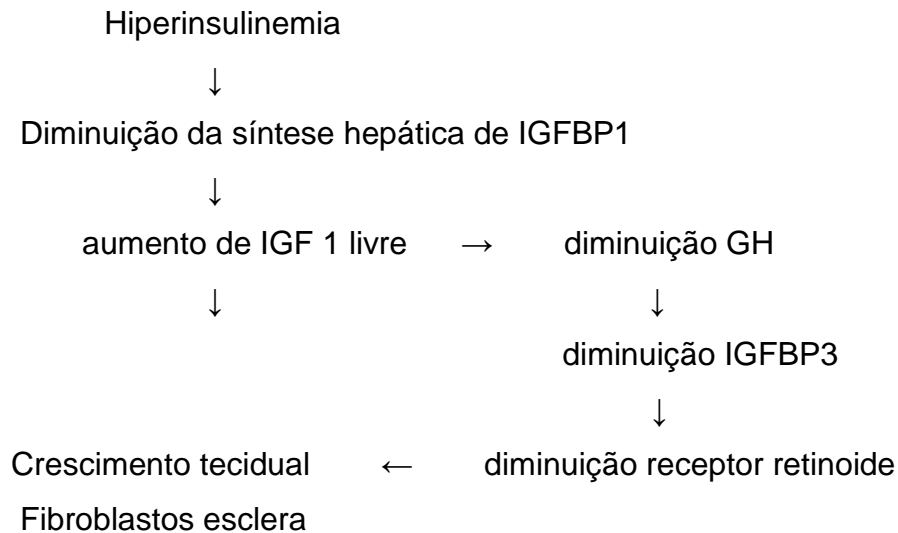 Hiperinsulinemia
↓
Diminuição da síntese hepática de IGFBP1
↓
aumento de IGF 1 livre → diminuição GH
↓ ↓
diminuição IGFBP3
↓
Crescimento tecidual ← diminuição receptor retinoide
Fibroblastos esclera